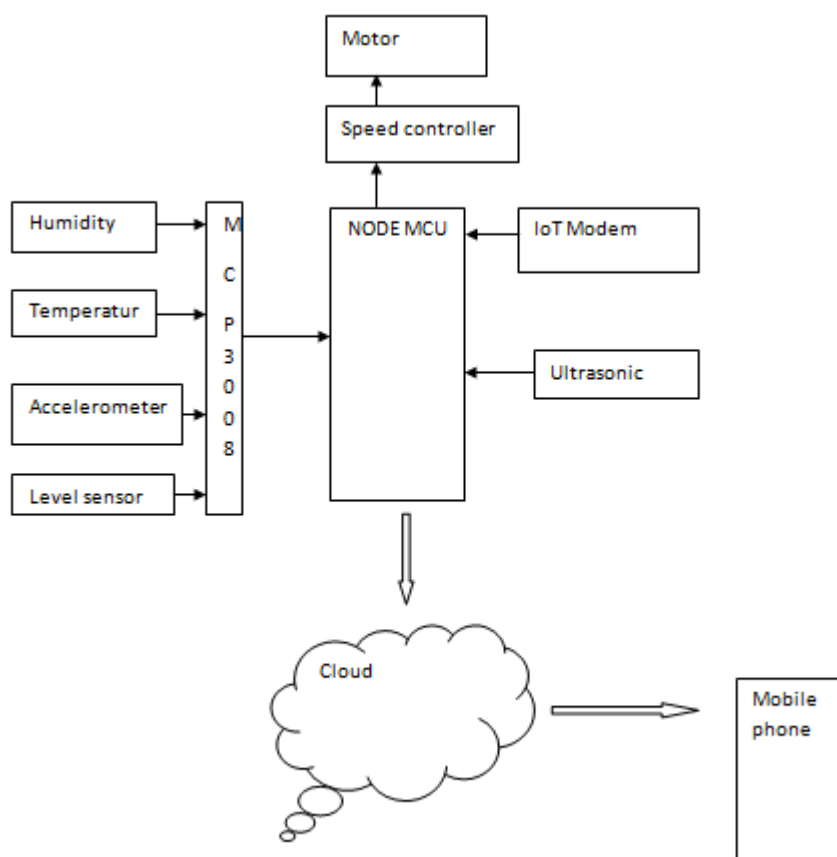 Motor
Speed controller
NODE MCU
Humidity
Temperatur
Accelerometer
Level sensor
M
C
P
3
0
0
8
IoT Modem
Ultrasonic
Cloud
Mobile
phone